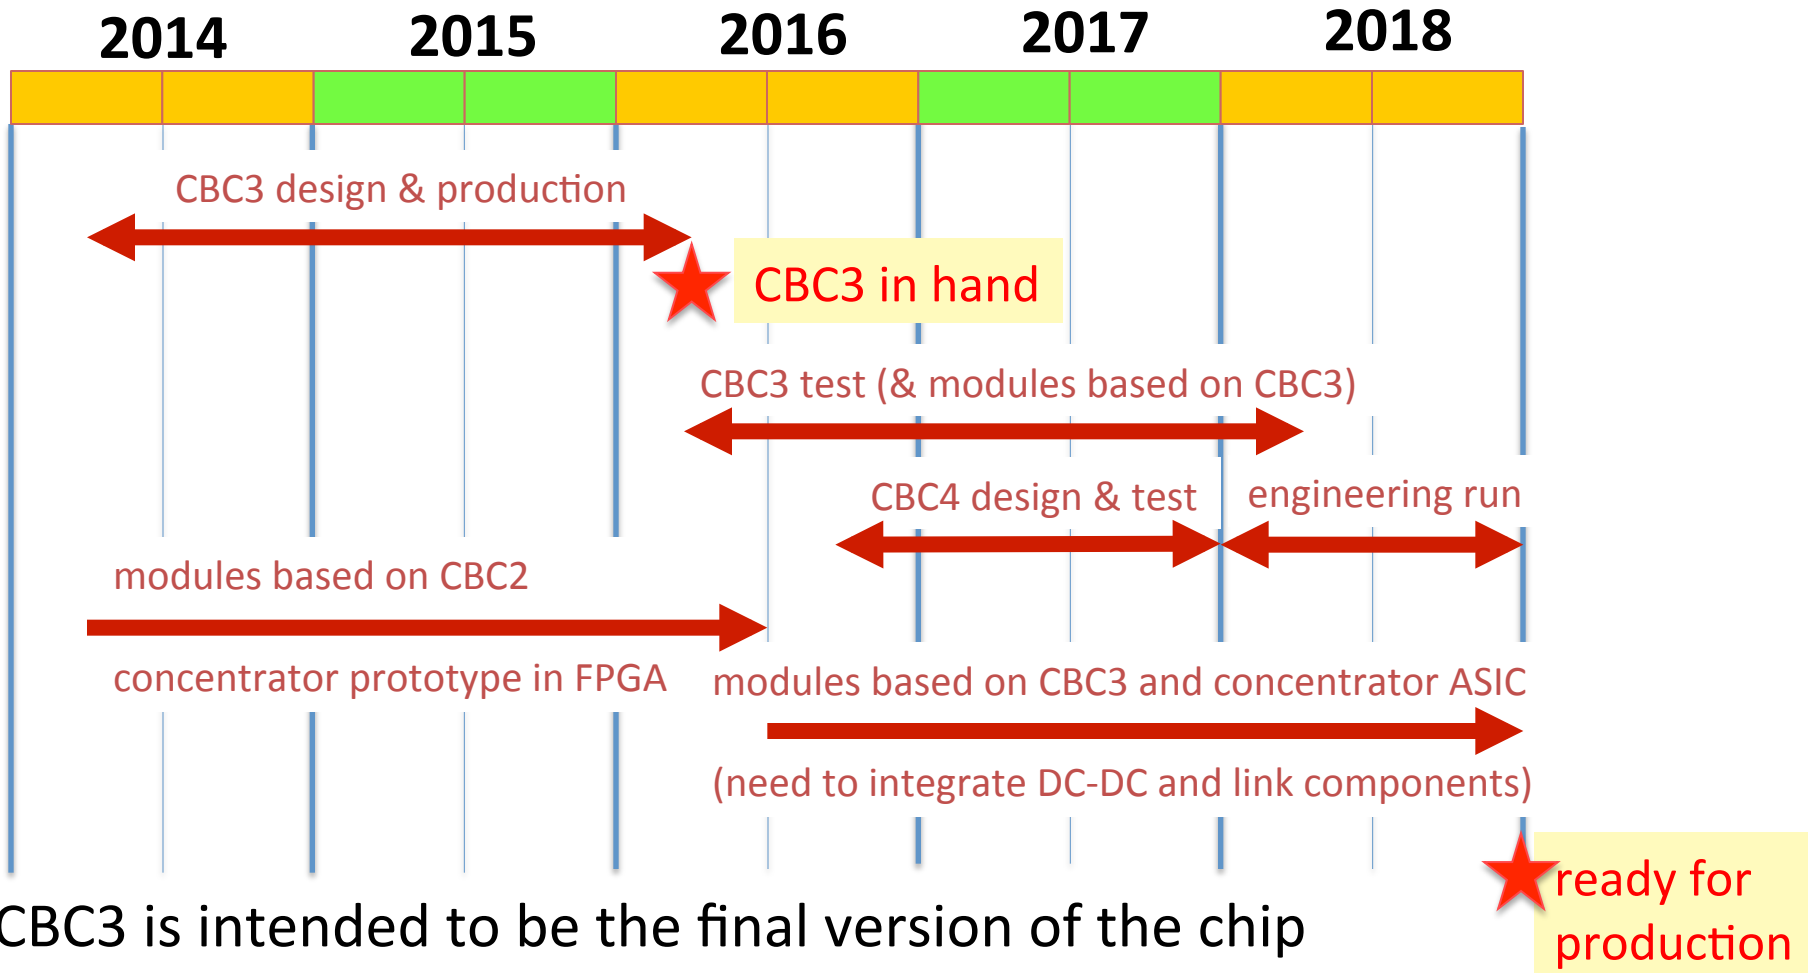 2014 2015 2016 2017 2018
CBC3 design & production
CBC3 in hand
CBC3 test (& modules based on CBC3)
CBC4 design & test
engineering run
modules based on CBC2
concentrator prototype in FPGA
modules based on CBC3 and concentrator ASIC
(need to integrate DC-DC and link components)
ready for
production
CBC3 is intended to be the final version of the chip